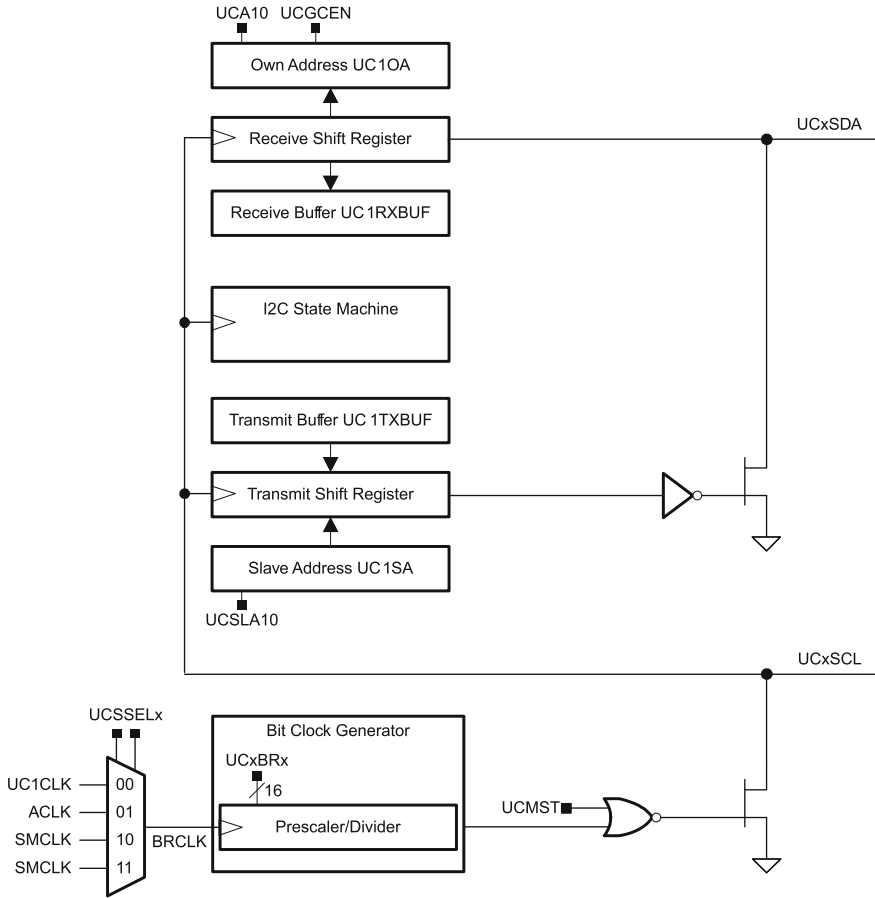 UCA10 UCGCEN
Own Address UC1OA
UCxSDA
Receive Shift Register
Receive Buffer UC1RXBUF
I2C State Machine
Transmit Buffer UC1TXBUF
Transmit Shift Register
Slave Address UC1SA
UCSLA10
UCxSCL
UCSSELx
Bit Clock Generator
UCxBRx
16
UC1CLK 00
ACLK 01
SMCLK 10
SMCLK 11
BRCLK
Prescaler/Divider
UCMST